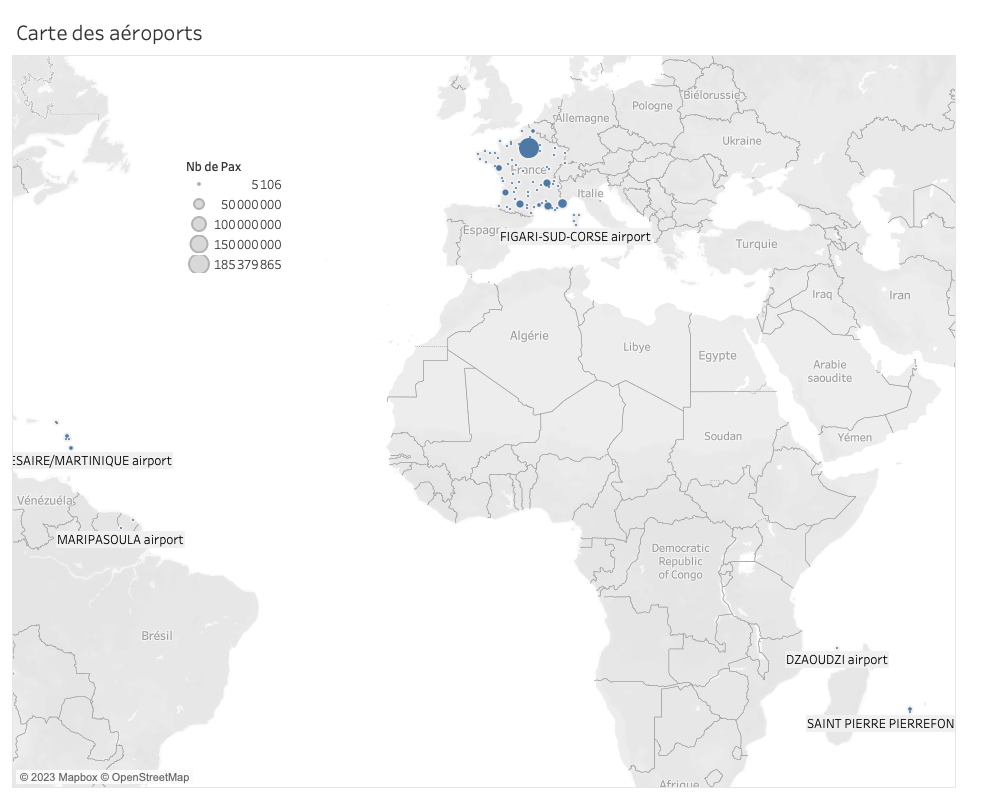 Carte des aéroports
Biélorussie
Pologne
Allemagne
Ukraine
Nb de Pax
France
5 106
Italie
50 000 000
100 000 000
Espagr
FIGARI-SUD-CORSE airport
150 000 000
Turquie
185 379 865
Iraq
Iran
Algérie
Libye
Egypte
Arabie
saoudite
Soudan
Yémen
ESAIRE/MARTINIQUE airport
Vénézuéla
MARIPASOULA airport
Democratic
Republic
of Congo
Brésil
DZAOUDZI airport
SAINT PIERRE PIERREFON
© 2023 Mapbox © OpenStreetMap
Afrique